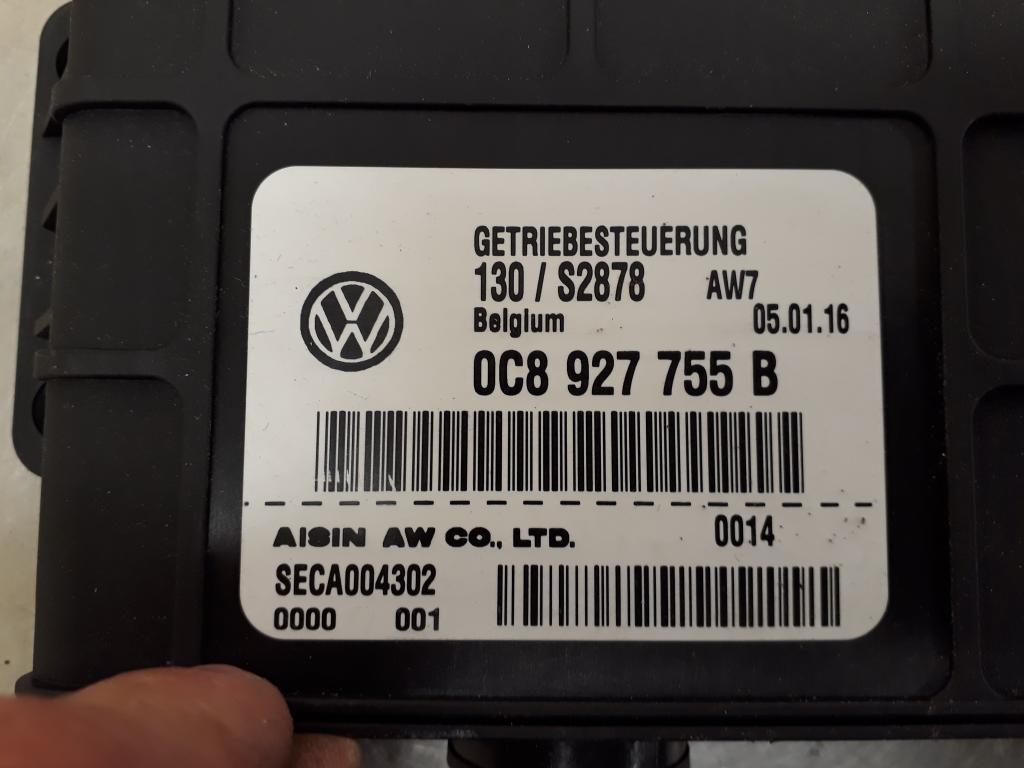 GETRIEBESTEUERUNG
130 / S2878 AW7
Belgium 05.01.16
0C8 927 755 B
AISIN AW CO., LTD. 0014
SECA004302
0000 001